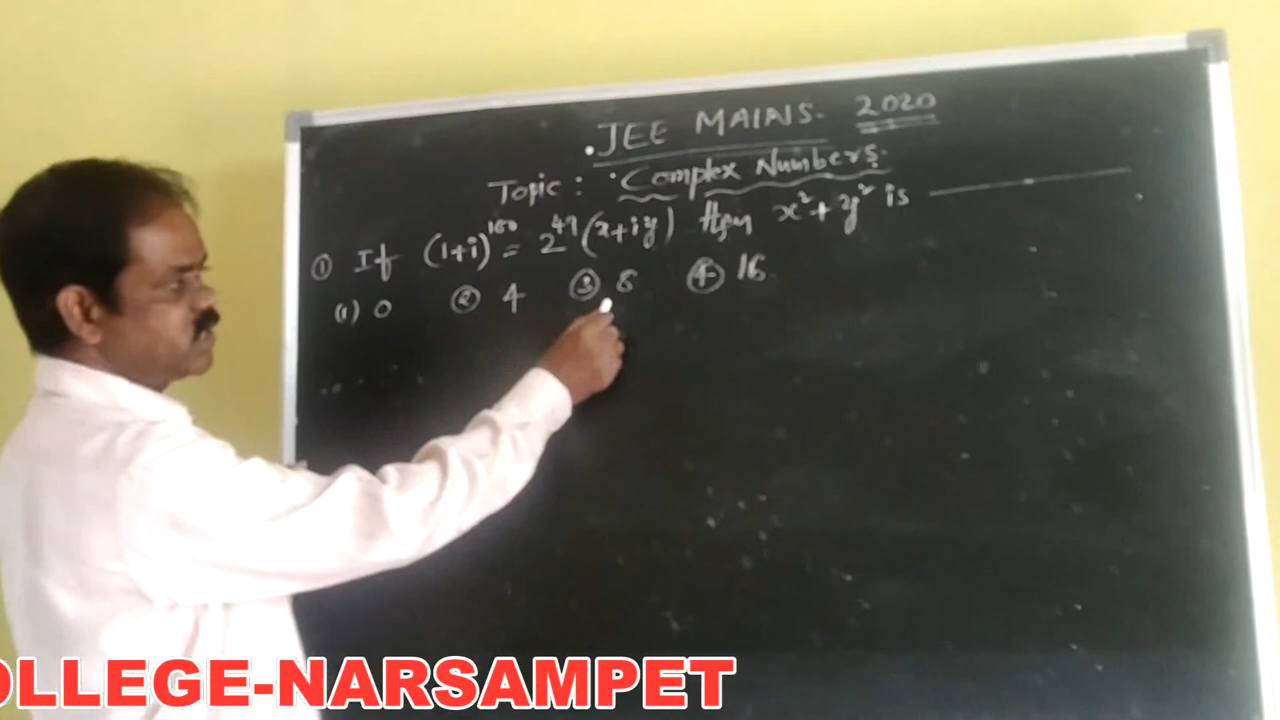 JEE MAINS. 2020
Topic: Complex Numbers.
① If (1+i)¹⁰⁰ = 2⁴⁹(x+iy) then x²+y² is
(1) 0 ② 4 ③ 8 ④ 16.
OLLEGE-NARSAMPET